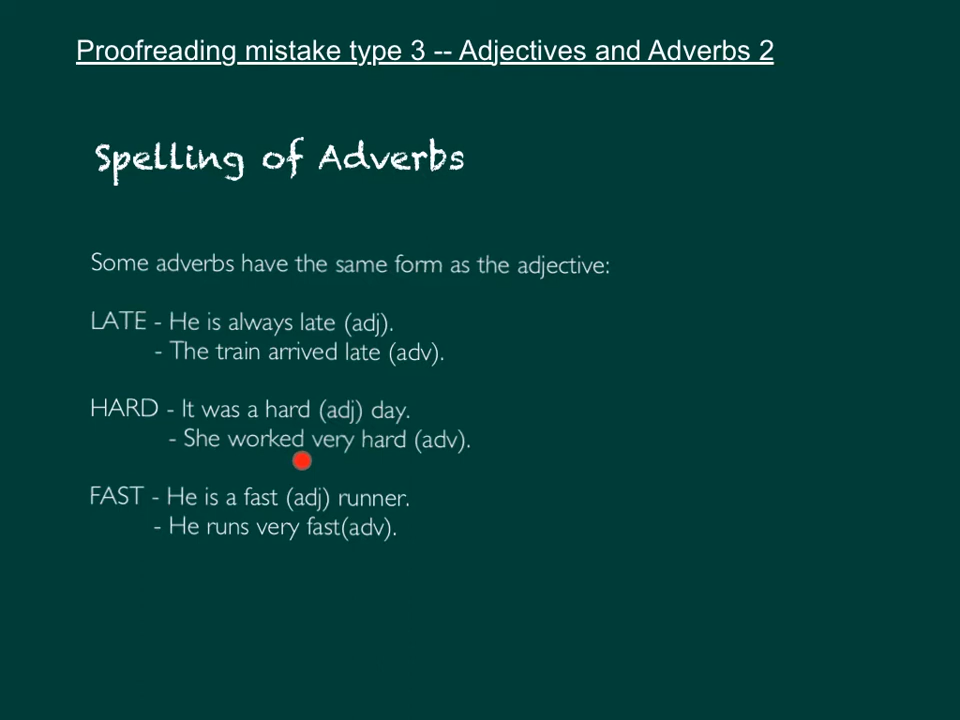 Proofreading mistake type 3 -- Adjectives and Adverbs 2
Spelling of Adverbs
Some adverbs have the same form as the adjective:
LATE - He is always late (adj).
- The train arrived late (adv).
HARD - It was a hard (adj) day.
- She worked very hard (adv).
FAST - He is a fast (adj) runner.
- He runs very fast(adv).